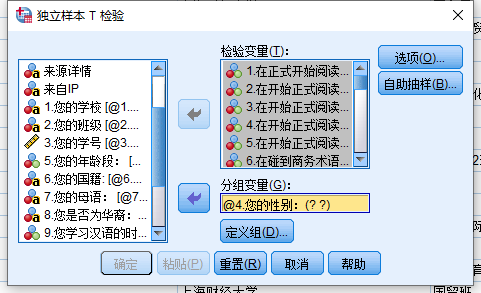 独立样本 T 检验
来源详情
来自IP
1.您的学校 [@1....
2.您的班级 [@2....
3.您的学号 [@3....
5.您的年龄段： [...
6.您的国籍: [@6....
7.您的母语： [@7...
8.您是否为华裔：...
9.您学习汉语的时...
检验变量(T)：
1.在正式开始阅读...
2.在开始正式阅读...
3.在开始正式阅读...
4.在开始正式阅读...
5.在开始正式阅读...
6.在碰到商务术语...
分组变量(G)：
@4.您的性别：(? ?)
定义组(D)...
选项(O)...
自助抽样(B)...
确定
粘贴(P)
重置(R)
取消
帮助
上海财经大学
国贸班